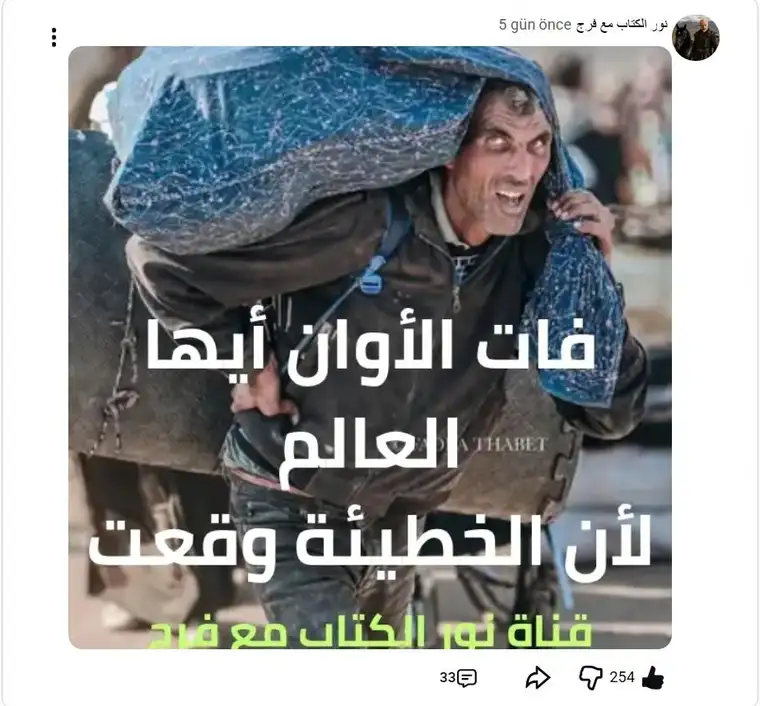 نور الكتاب مع فرج 5 gün önce
فات الأوان أيها
العالم
FADYA THABET
لأن الخطيئة وقعت
قناة نور الكتاب مع فرج
33
254